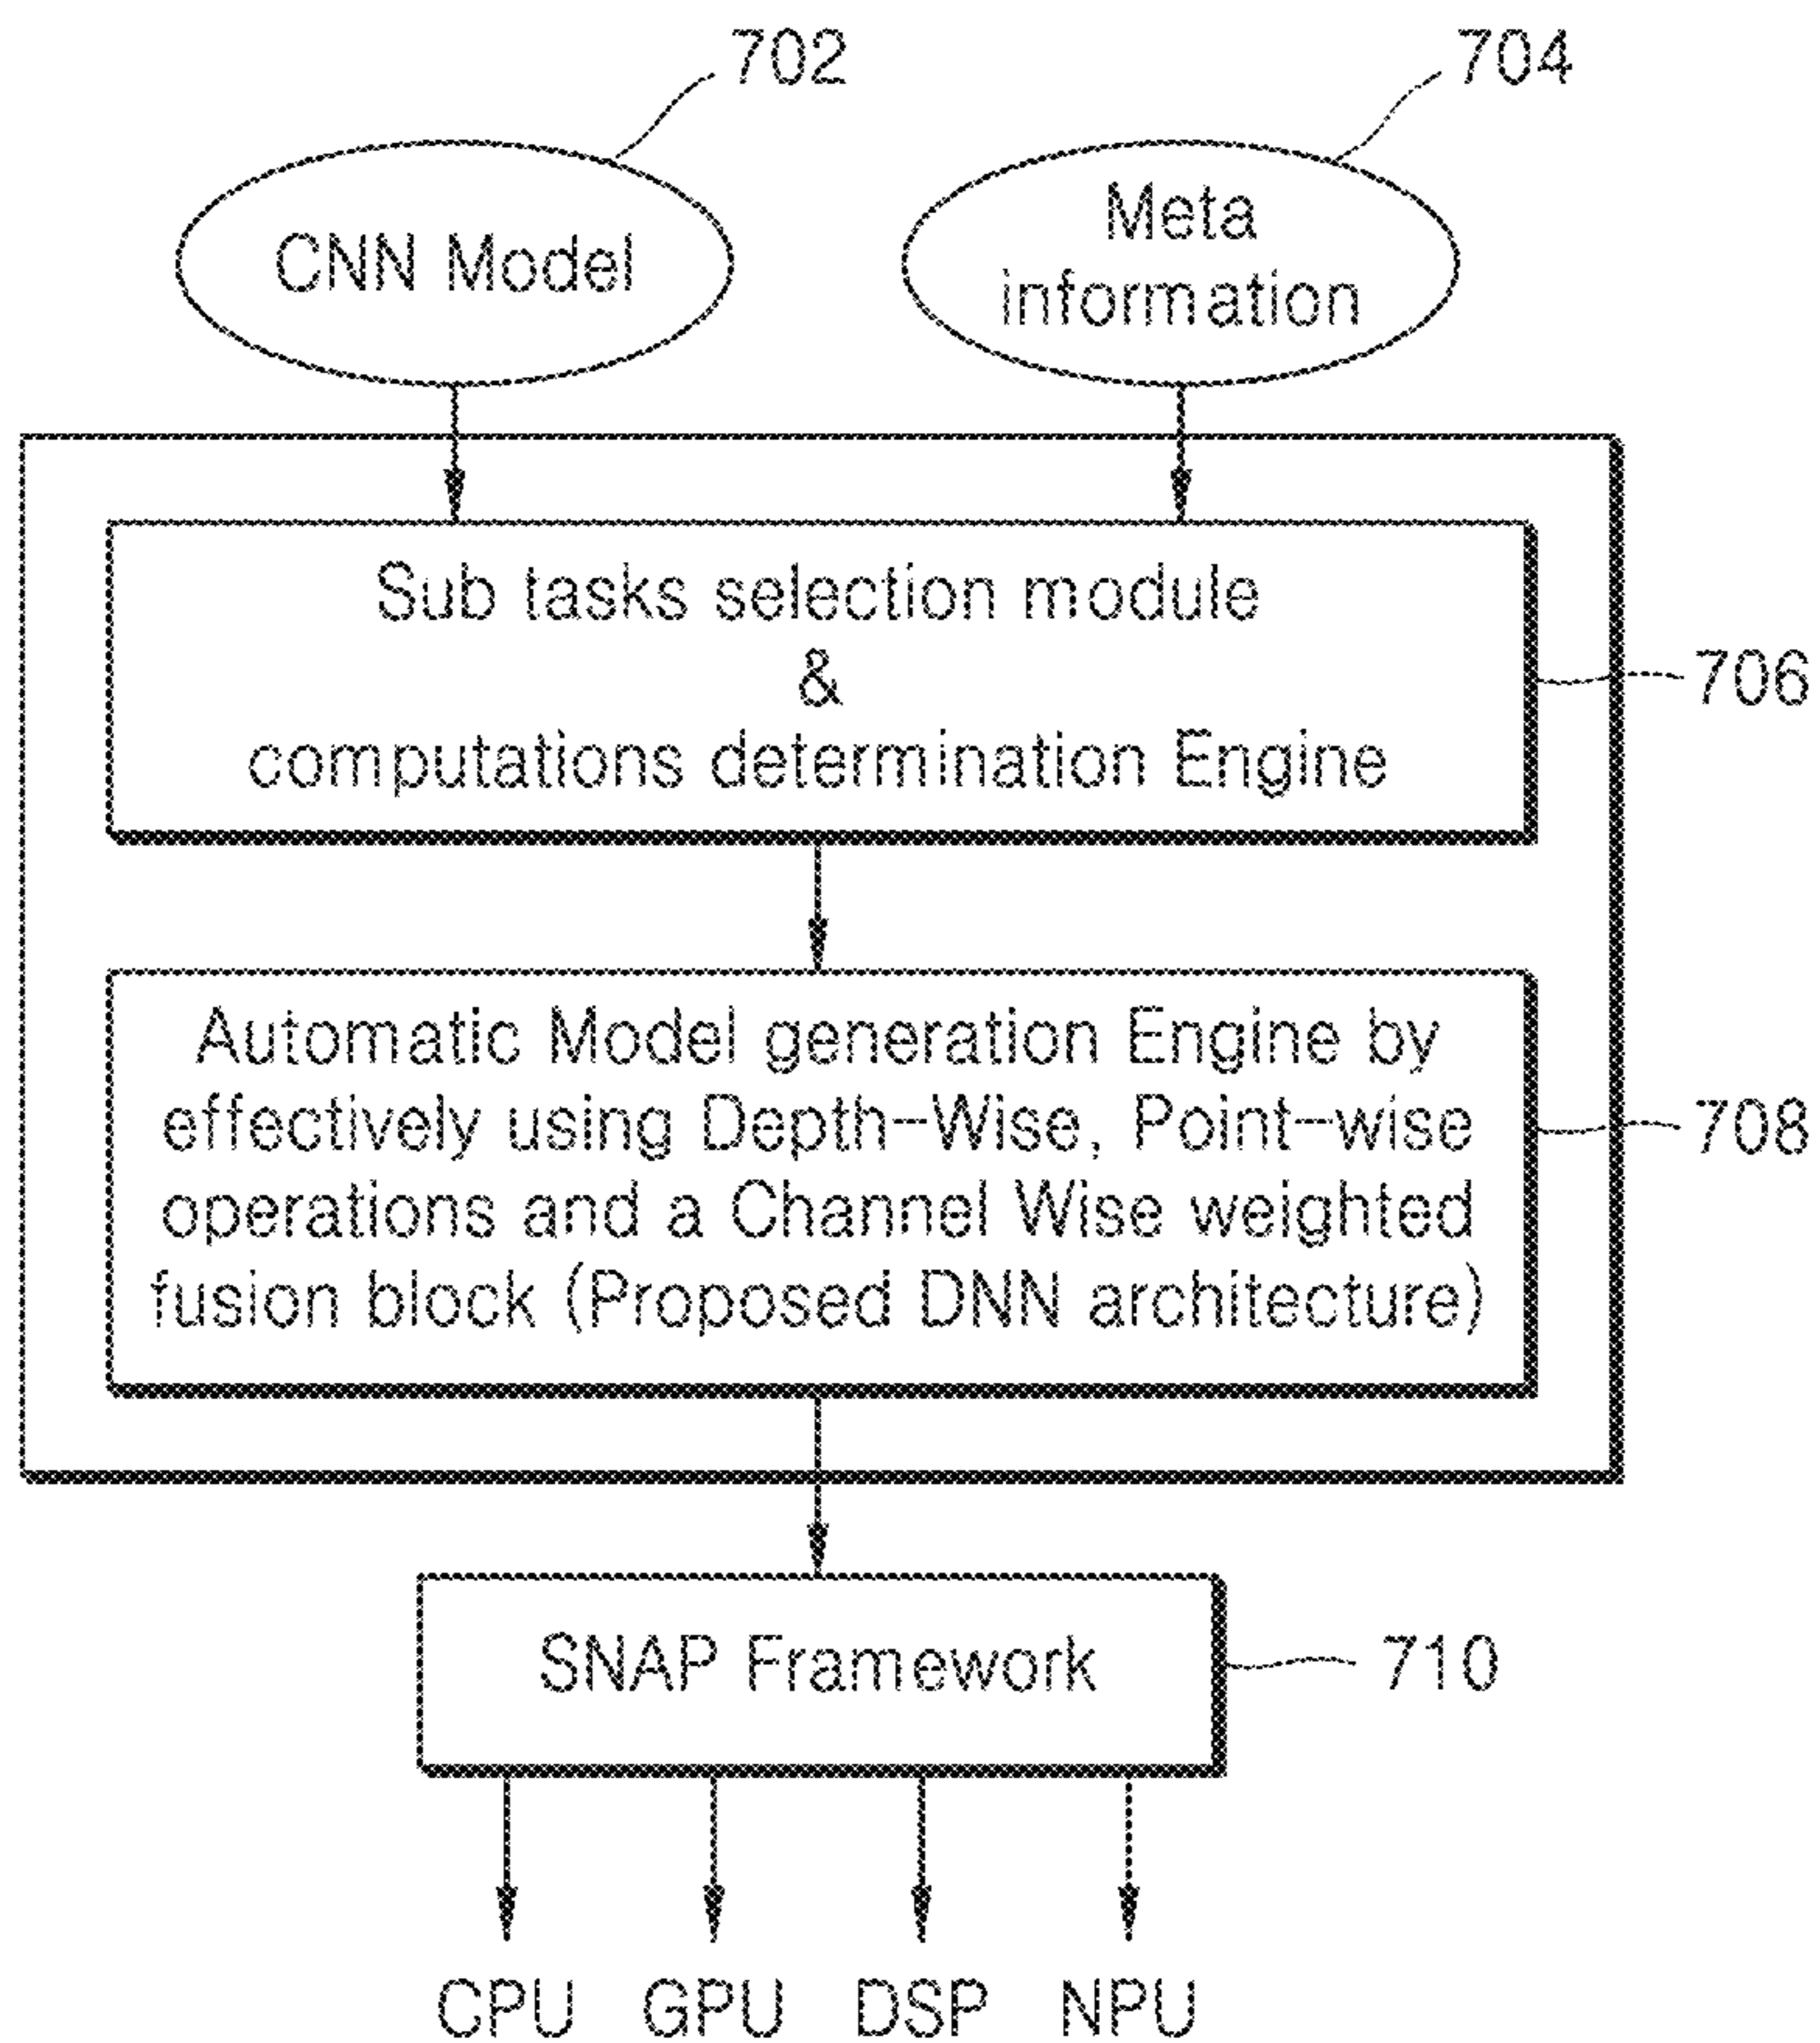 702
704
CNN Model
Meta
information
Sub tasks selection module
&
computations determination Engine
706
Automatic Model generation Engine by
effectively using Depth-Wise, Point-wise
operations and a Channel Wise weighted
fusion block (Proposed DNN architecture)
708
SNAP Framework
710
CPU GPU DSP NPU